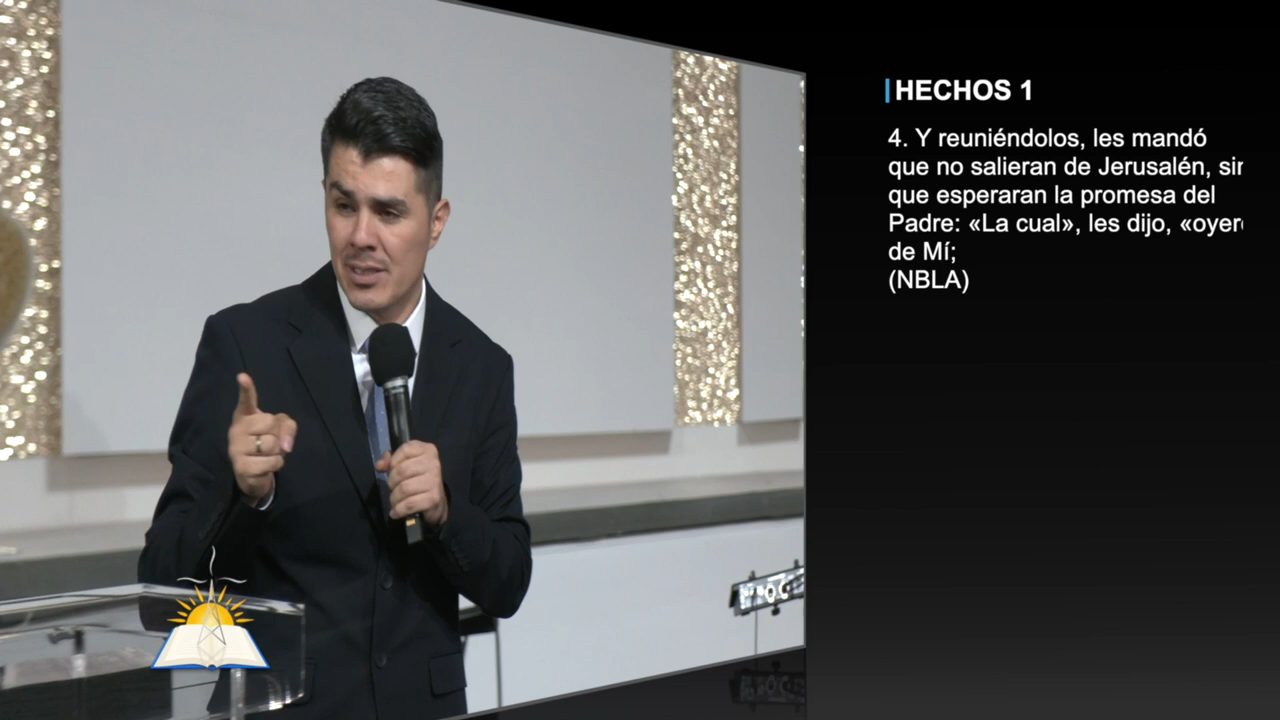 HECHOS 1
4. Y reuniéndolos, les mandó
que no salieran de Jerusalén,
que esperaran la promesa del
Padre: «La cual», les dijo,
de Mí;
(NBLA)